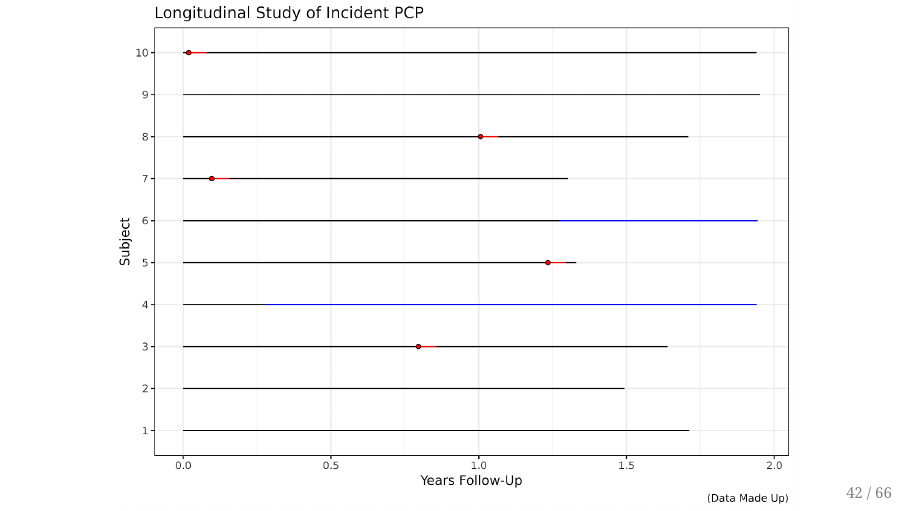 Longitudinal Study of Incident PCP
10
9
8
7
6
5
4
3
2
1
Subject
0.0 0.5 1.0 1.5 2.0
Years Follow-Up
(Data Made Up)
42 / 66